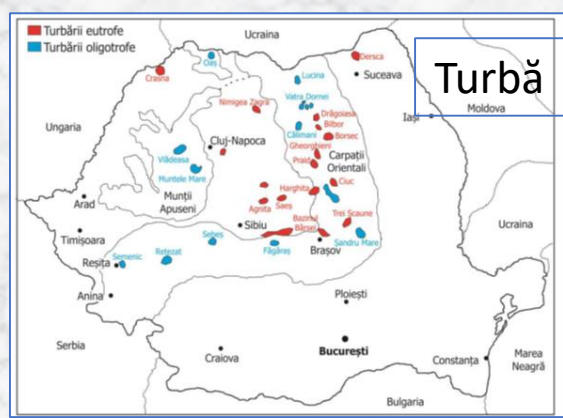 Turbării eutrofe
Turbării oligotrofe
Ucraina
Turbă
Dersca
Suceava
Oaș
Crasna
Lucina
Vatra Dornei
Moldova
Iași
Nimigea Zagra
Drăgoiesa
Bilbor
Călimani
Borsec
Ungaria
Cluj-Napoca
Gheorghieni
Praid
Carpații
Orientali
Vlădeasa
Muntele Mare
Munții
Apuseni
Ciuc
Harghita
Arad
Agnita
Saeș
Trei Scaune
Ucraina
Timișoara
Sibiu
Bazinul
Bârsei
Sebeș
Șandru Mare
Reșița
Semenic
Retezat
Făgăraș
Brașov
Anina
Ploiești
Serbia
Craiova
București
Constanța
Marea
Neagră
Bulgaria